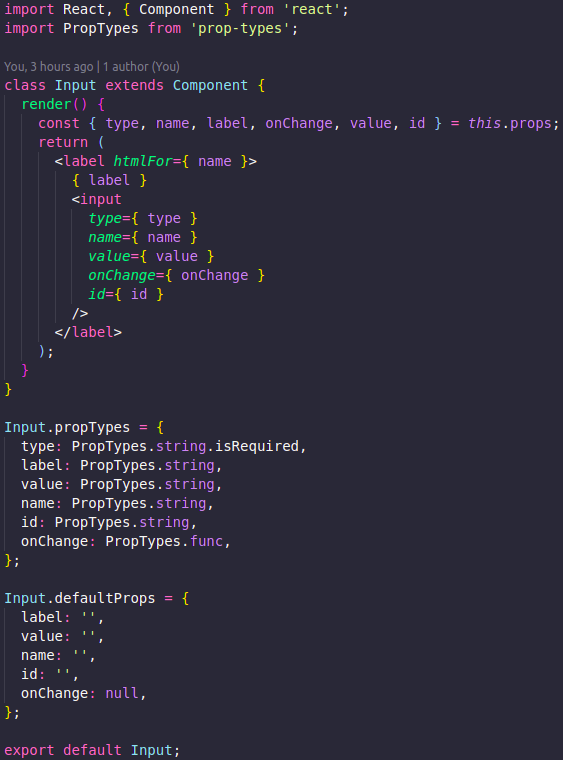 import React, { Component } from 'react';
import PropTypes from 'prop-types';
You, 3 hours ago | 1 author (You)
class Input extends Component {
  render() {
    const { type, name, label, onChange, value, id } = this.props;
    return (
      <label htmlFor={ name }>
        { label }
        <input
          type={ type }
          name={ name }
          value={ value }
          onChange={ onChange }
          id={ id }
        />
      </label>
    );
  }
}

Input.propTypes = {
  type: PropTypes.string.isRequired,
  label: PropTypes.string,
  value: PropTypes.string,
  name: PropTypes.string,
  id: PropTypes.string,
  onChange: PropTypes.func,
};

Input.defaultProps = {
  label: '',
  value: '',
  name: '',
  id: '',
  onChange: null,
};

export default Input;